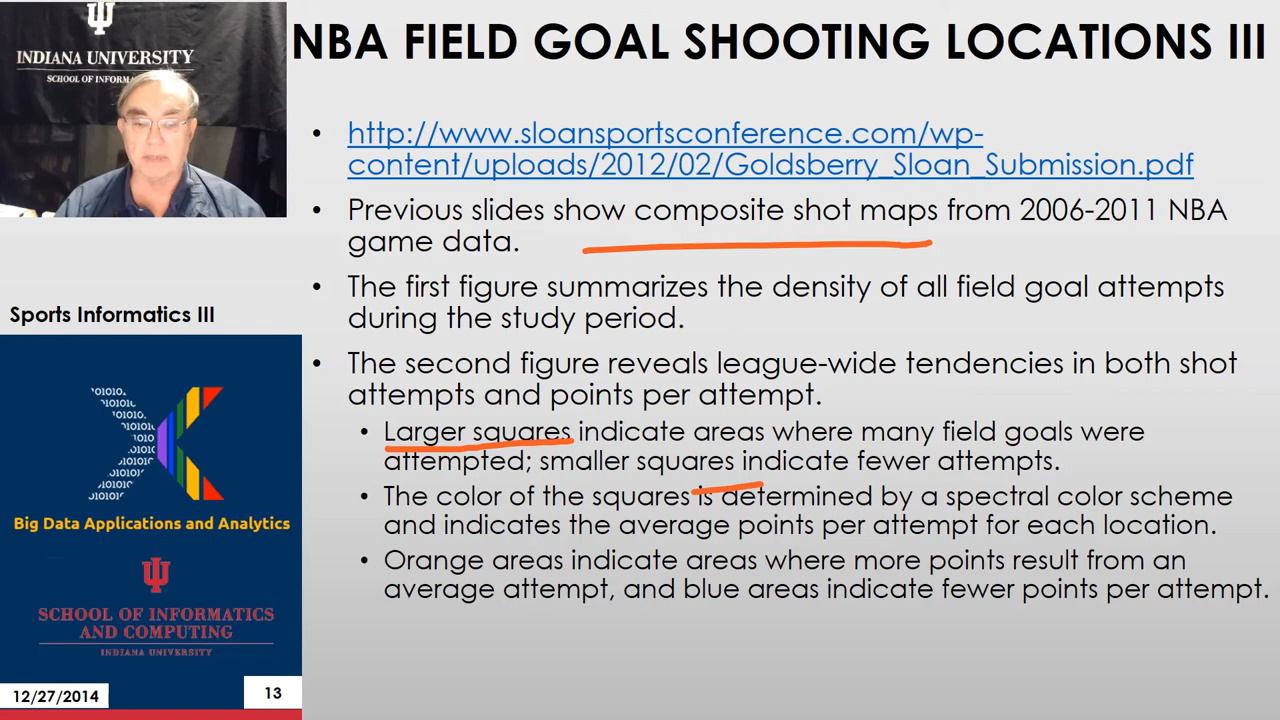 NBA FIELD GOAL SHOOTING LOCATIONS III
INDIANA UNIVERSITY
SCHOOL OF INFORMA
• http://www.sloansportsconference.com/wp-
content/uploads/2012/02/Goldsberry_Sloan_Submission.pdf
• Previous slides show composite shot maps from 2006-2011 NBA
game data.
• The first figure summarizes the density of all field goal attempts
during the study period.
• The second figure reveals league-wide tendencies in both shot
attempts and points per attempt.
• Larger squares indicate areas where many field goals were
attempted; smaller squares indicate fewer attempts.
• The color of the squares is determined by a spectral color scheme
and indicates the average points per attempt for each location.
• Orange areas indicate areas where more points result from an
average attempt, and blue areas indicate fewer points per attempt.
Sports Informatics III
Big Data Applications and Analytics
SCHOOL OF INFORMATICS
AND COMPUTING
INDIANA UNIVERSITY
12/27/2014
13